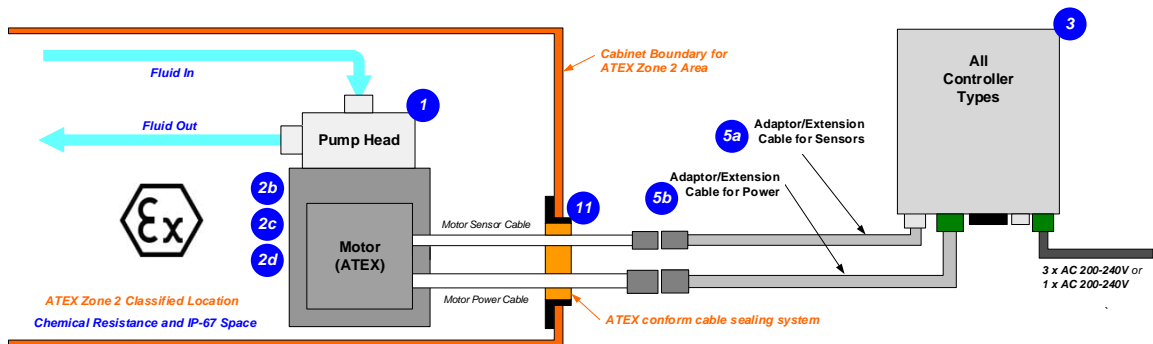 Cabinet Boundary for
ATEX Zone 2 Area
3
All
Controller
Types
Fluid In
1
Fluid Out
Pump Head
5a
Adaptor/Extension
Cable for Sensors
Adaptor/Extension
Cable for Power
5b
2b
2c
2d
11
εx
Motor Sensor Cable
Motor
(ATEX)
Motor Power Cable
3 x AC 200-240V or
1 x AC 200-240V
ATEX Zone 2 Classified Location
Chemical Resistance and IP-67 Space
ATEX conform cable sealing system